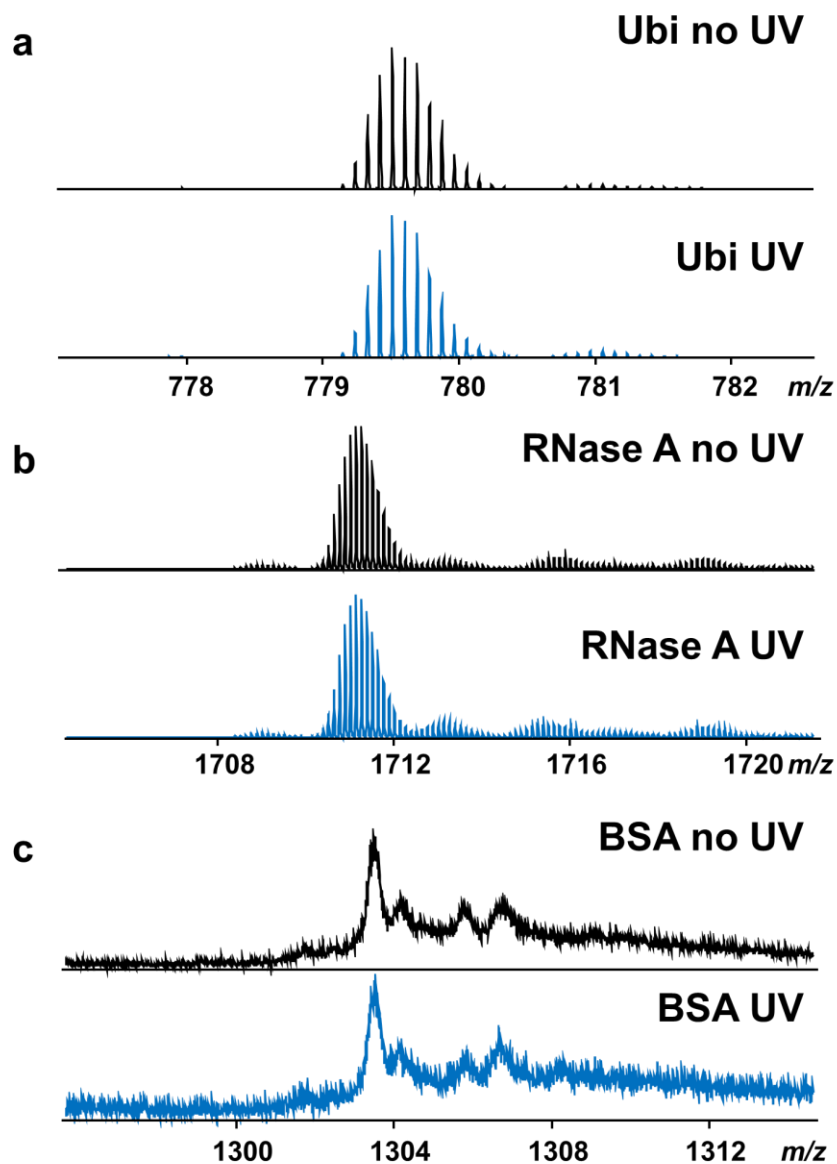 a
Ubi no UV
Ubi UV
778 779 780 781 782 m/z
b
RNase A no UV
RNase A UV
1708 1712 1716 1720 m/z
c
BSA no UV
BSA UV
1300 1304 1308 1312 m/z